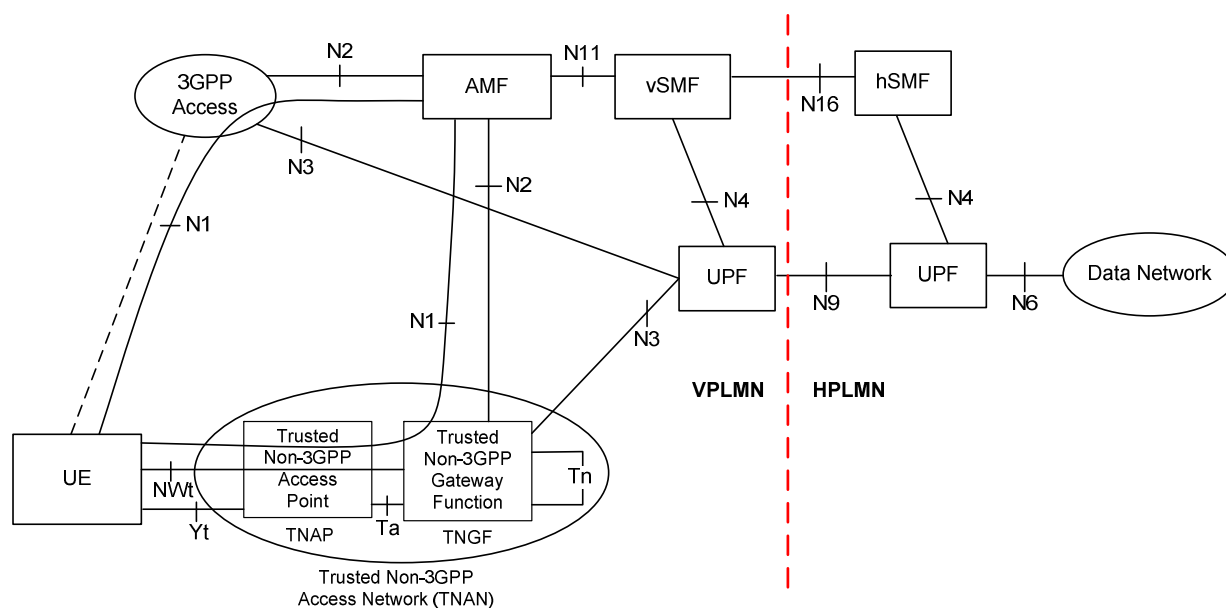 N2
N11
3GPP
Access
AMF
vSMF
hSMF
N16
N3
N2
N1
N4
N4
UPF
UPF
Data Network
N9
N6
N1
N3
VPLMN
HPLMN
UE
Trusted
Non-3GPP
Access
Point
Trusted
Non-3GPP
Gateway
Function
Tn
NWt
Yt
Ta
TNAP
TNGF
Trusted Non-3GPP
Access Network (TNAN)